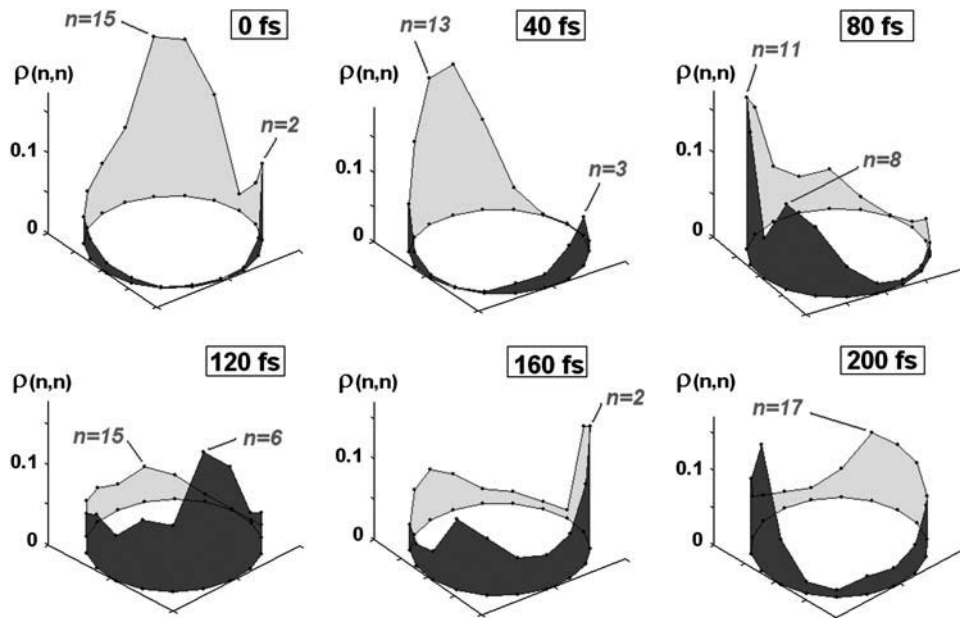 n=15
0 fs
ρ(n,n)
n=2
0.1
0
n=13
40 fs
ρ(n,n)
n=3
0.1
0
80 fs
n=11
ρ(n,n)
n=8
0.1
0
120 fs
ρ(n,n)
n=15
n=6
0.1
0
160 fs
ρ(n,n)
n=2
0.1
0
200 fs
ρ(n,n)
n=17
0.1
0